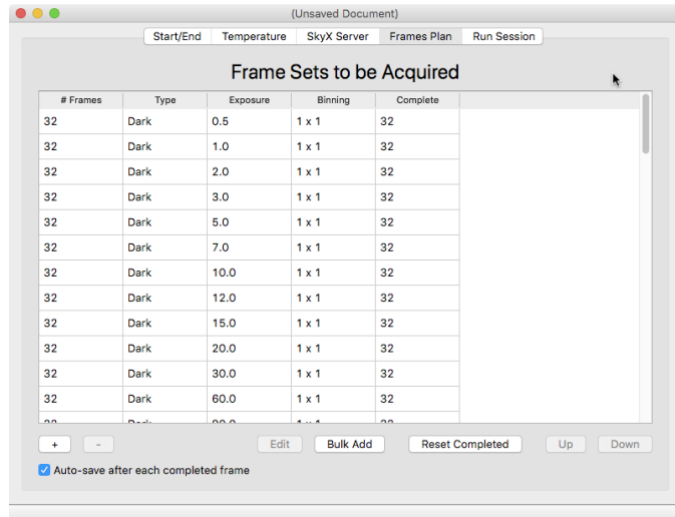 (Unsaved Document)
Start/End Temperature SkyX Server Frames Plan Run Session
Frame Sets to be Acquired
# Frames Type Exposure Binning Complete
32 Dark 0.5 1 x 1 32
32 Dark 1.0 1 x 1 32
32 Dark 2.0 1 x 1 32
32 Dark 3.0 1 x 1 32
32 Dark 5.0 1 x 1 32
32 Dark 7.0 1 x 1 32
32 Dark 10.0 1 x 1 32
32 Dark 12.0 1 x 1 32
32 Dark 15.0 1 x 1 32
32 Dark 20.0 1 x 1 32
32 Dark 30.0 1 x 1 32
32 Dark 60.0 1 x 1 32
+ - Edit Bulk Add Reset Completed Up Down
Auto-save after each completed frame